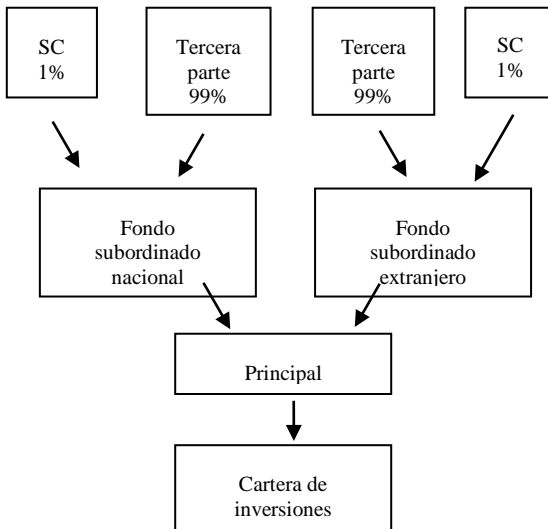 SC
1%
Tercera
parte
99%
Tercera
parte
99%
SC
1%
Fondo
subordinado
nacional
Fondo
subordinado
extranjero
Principal
Cartera de
inversiones